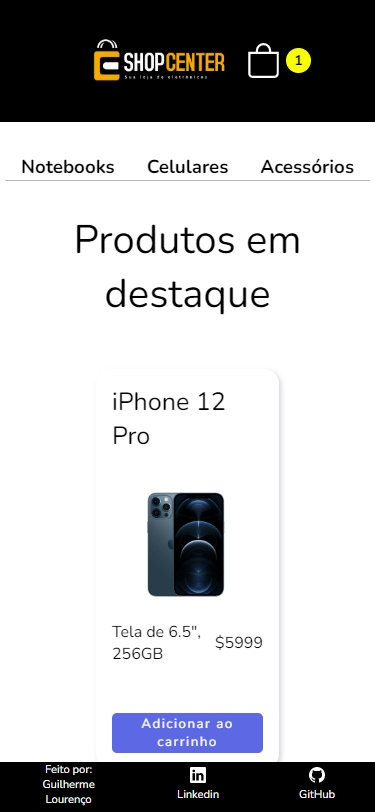 SHOPCENTER
Sua loja de eletrônicos
1
Notebooks Celulares Acessórios
Produtos em
destaque
iPhone 12
Pro
Tela de 6.5",
256GB
$5999
Adicionar ao
carrinho
Feito por:
Guilherme
Lourenço
Linkedin
GitHub